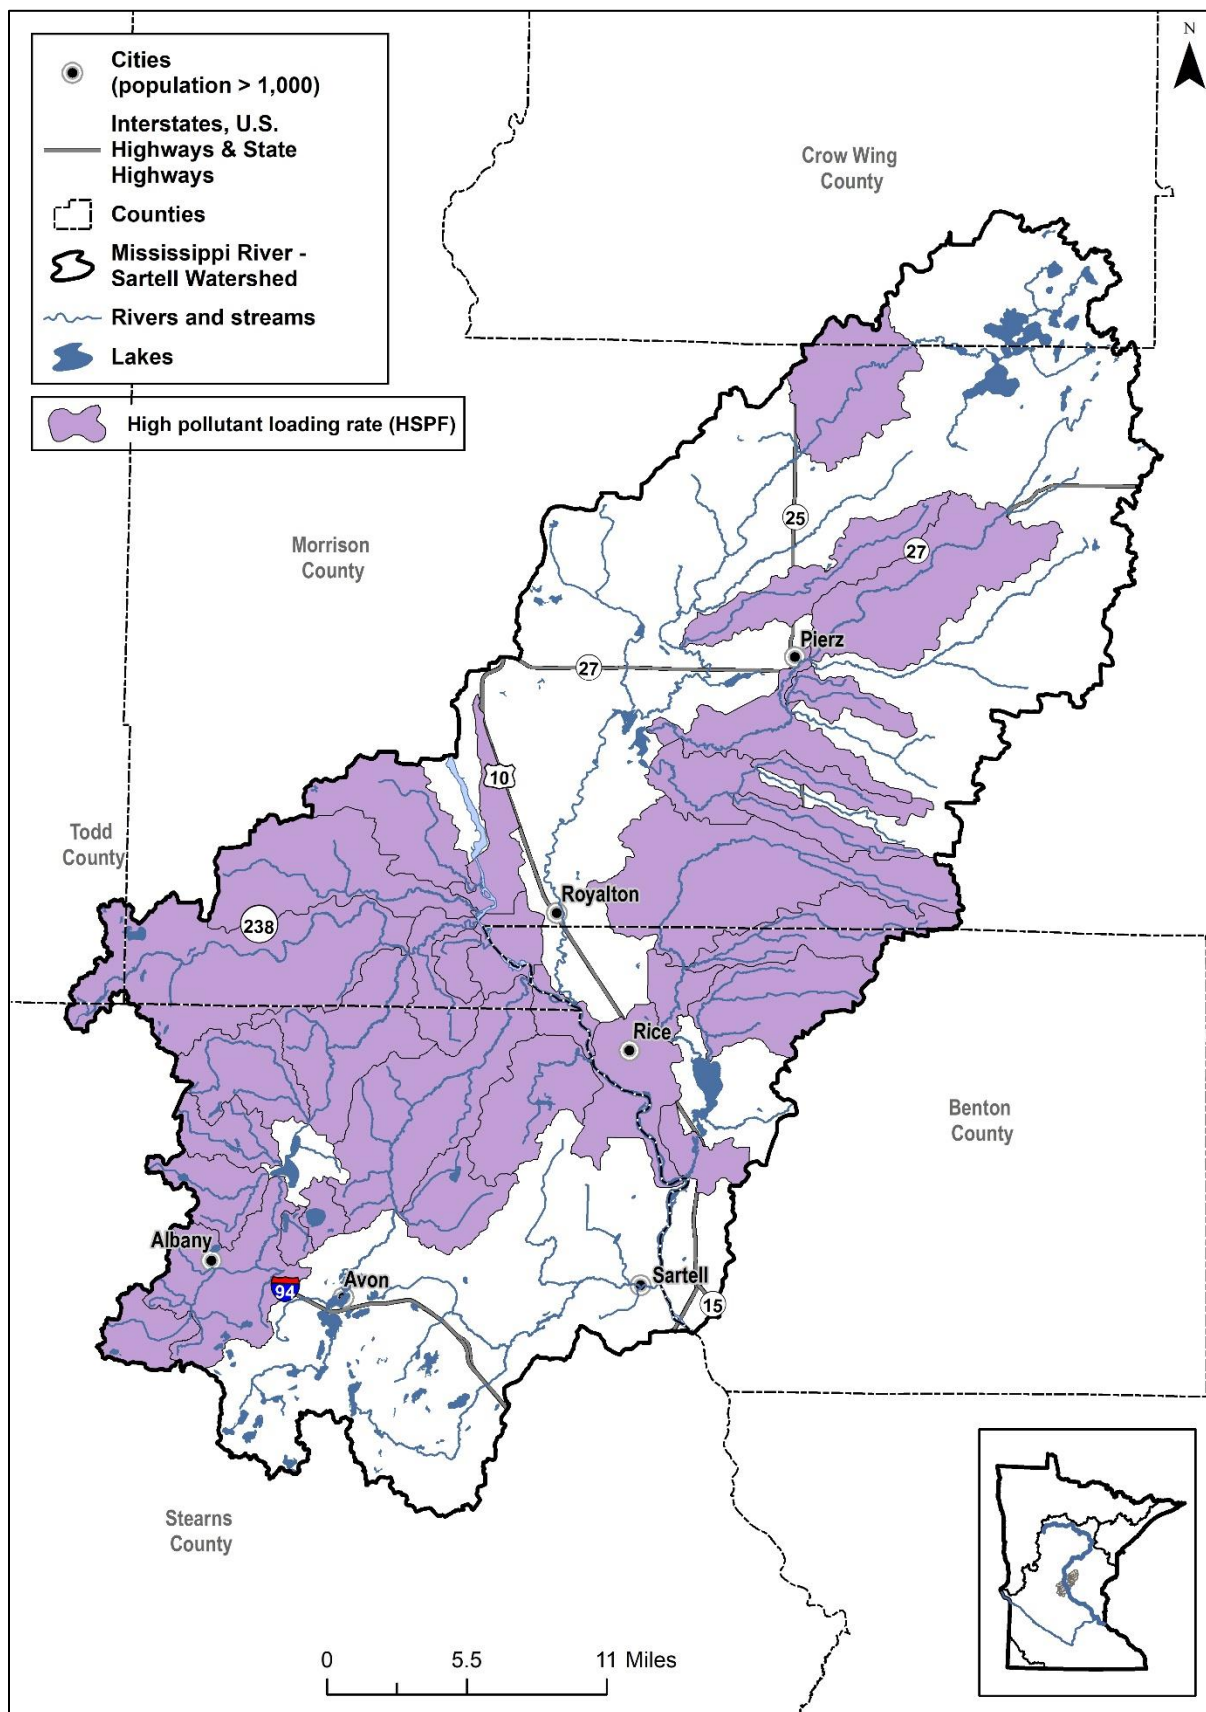 Cities
(population > 1,000)
Interstates, U.S.
Highways & State
Highways
Counties
Mississippi River -
Sartell Watershed
Rivers and streams
Lakes
High pollutant loading rate (HSPF)
N
Crow Wing
County
Morrison
County
25
27
Pierz
27
10
Todd
County
Royalton
238
Rice
Benton
County
Albany
94
Avon
Sartell
15
Stearns
County
0 5.5 11 Miles